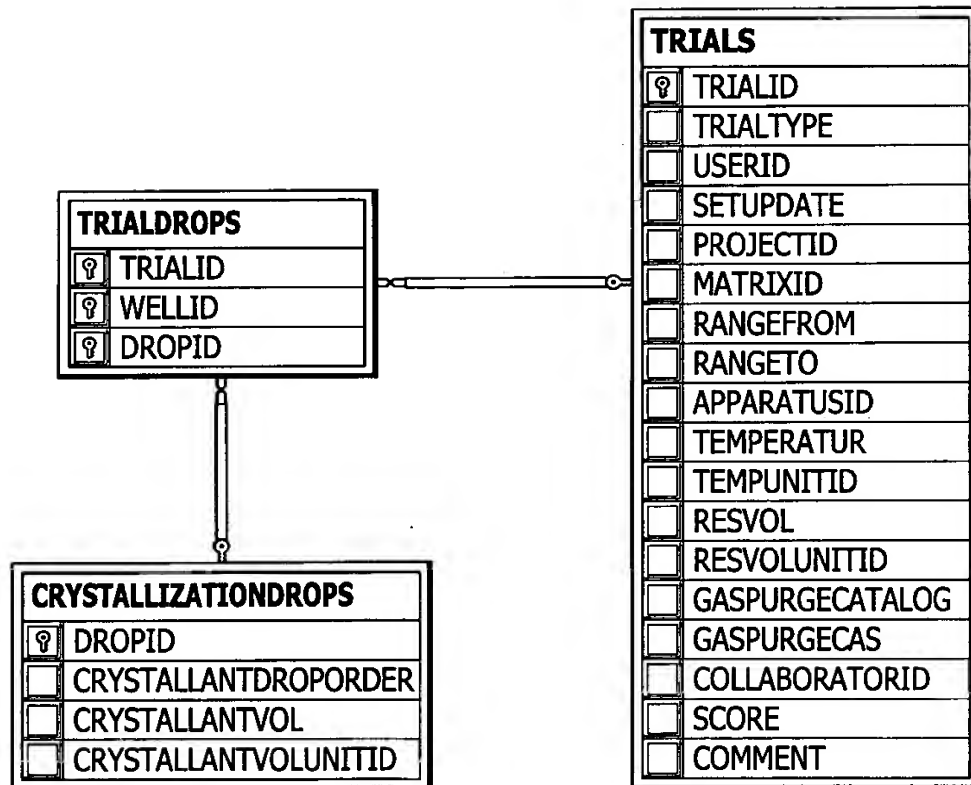 TRIALS
TRIALID
TRIALTYPE
USERID
SETUPDATE
PROJECTID
MATRIXID
RANGEFROM
RANGETO
APPARATUSID
TEMPERATUR
TEMPUNITID
RESVOL
RESVOLUNITID
GASPURGECATALOG
GASPURGECAS
COLLABORATORID
SCORE
COMMENT
TRIALDROPS
TRIALID
WELLID
DROPID
CRYSTALLIZATIONDROPS
DROPID
CRYSTALLANTDROPORDER
CRYSTALLANTVOL
CRYSTALLANTVOLUNITID